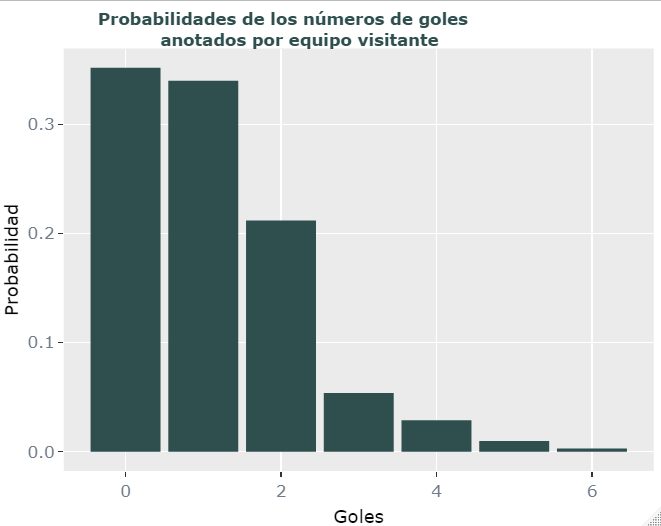 Probabilidades de los números de goles
anotados por equipo visitante
0.3
0.2
0.1
0.0
Probabilidad
0 2 4 6
Goles